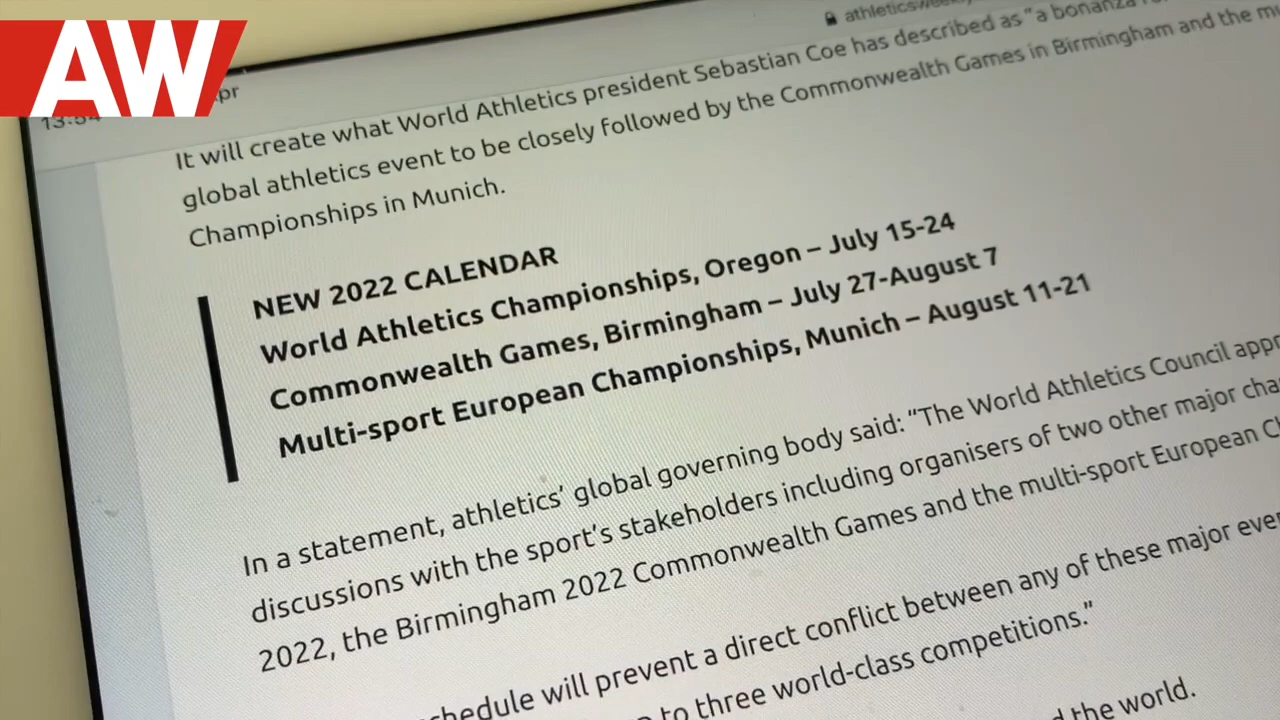 AW
13:54
athleticsweekly
It will create what World Athletics president Sebastian Coe has described as "a bonanza
global athletics event to be closely followed by the Commonwealth Games in Birmingham and the
Championships in Munich.
NEW 2022 CALENDAR
World Athletics Championships, Oregon – July 15-24
Commonwealth Games, Birmingham – July 27-August 7
Multi-sport European Championships, Munich – August 11-21
In a statement, athletics' global governing body said: "The World Athletics Council
discussions with the sport's stakeholders including organisers of two other major
2022, the Birmingham 2022 Commonwealth Games and the multi-sport European
will prevent a direct conflict between any of these major
to three world-class competitions."
the world.